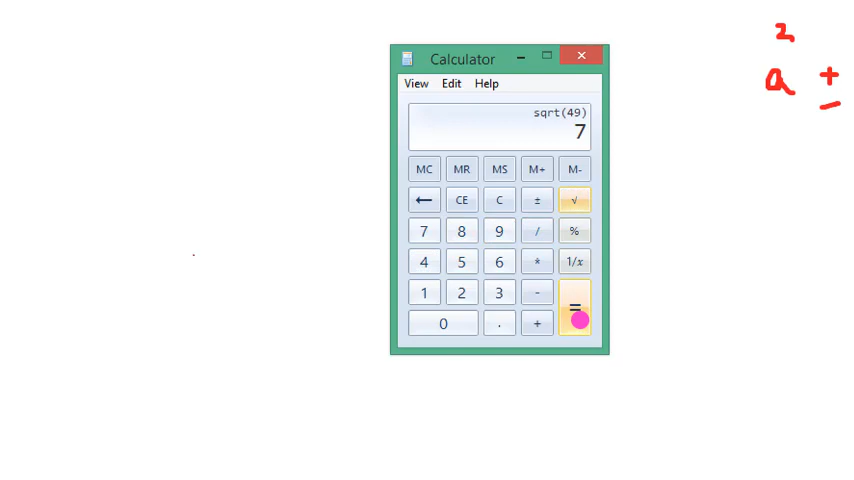 2
a +
-
Calculator
View Edit Help
sqrt(49)
7
MC MR MS M+ M-
← CE C ± √
7 8 9 / %
4 5 6 * 1/x
1 2 3 - =
0 . +